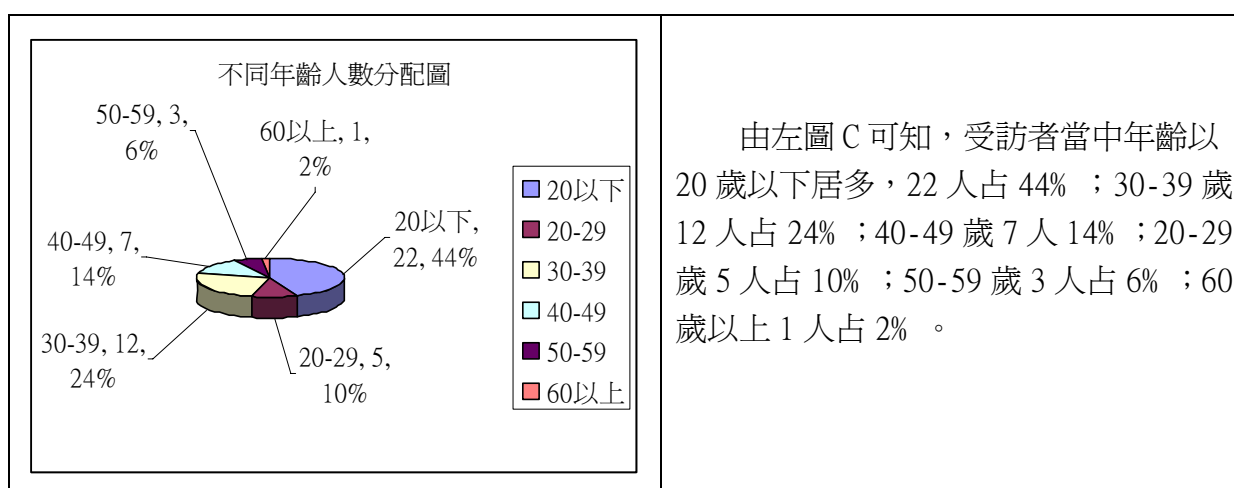 不同年齡人數分配圖
50-59, 3,
6%
60以上, 1,
2%
20以下,
22, 44%
40-49, 7,
14%
30-39, 12,
24%
20-29, 5,
10%
20以下
20-29
30-39
40-49
50-59
60以上
由左圖 C 可知，受訪者當中年齡以
20 歲以下居多，22 人占 44% ；30-39 歲
12 人占 24% ；40-49 歲 7 人 14% ；20-29
歲 5 人占 10% ；50-59 歲 3 人占 6% ；60
歲以上 1 人占 2% 。